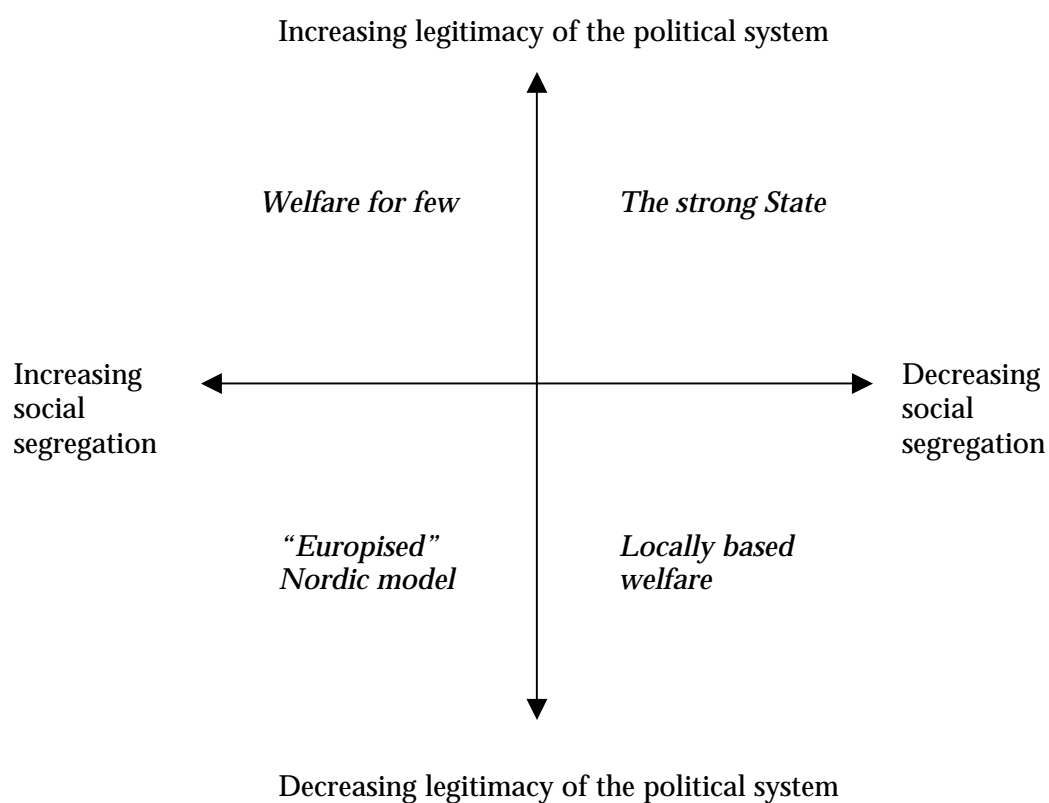 Increasing legitimacy of the political system
Welfare for few
The strong State
Increasing
social
segregation
Decreasing
social
segregation
“Europised”
Nordic model
Locally based
welfare
Decreasing legitimacy of the political system